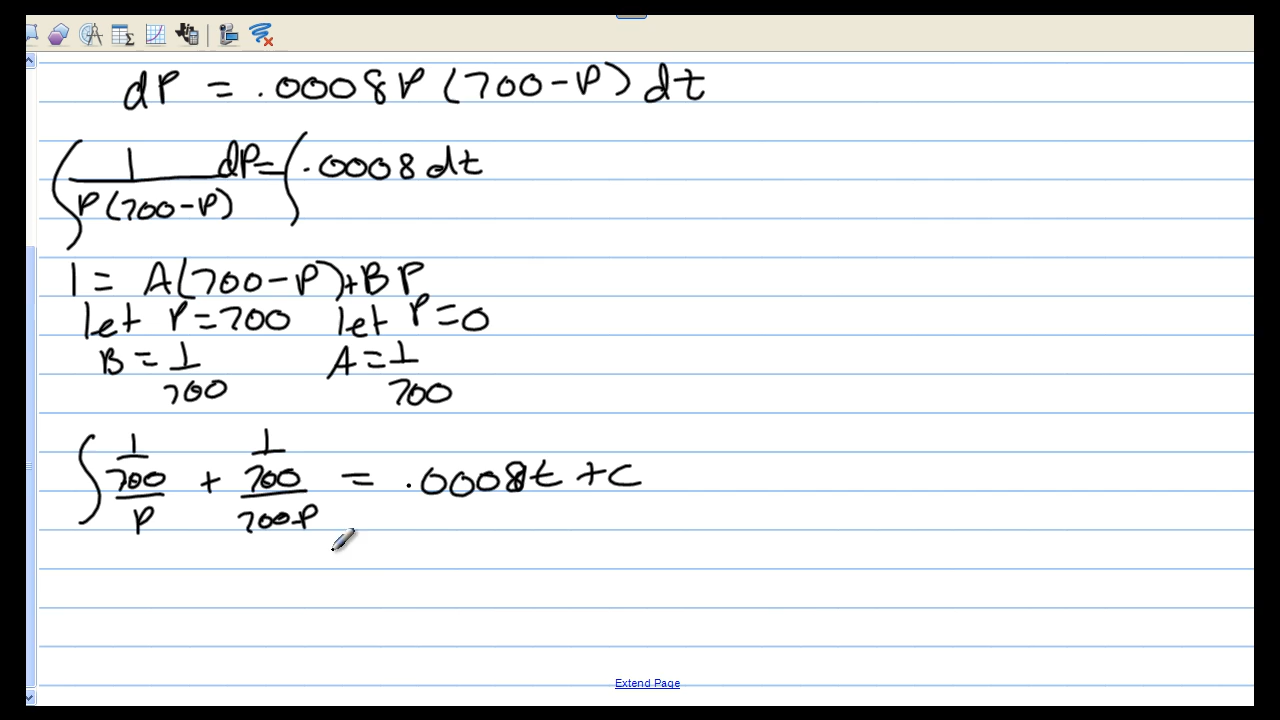 dP = .0008P(700-P)dt
∫ 1/(P(700-P)) dP = ∫ .0008 dt
1 = A(700-P)+BP
let P=700 let P=0
B = 1/700 A = 1/700
∫ (1/700)/P + (1/700)/(700-P) = .0008t + C
Extend Page